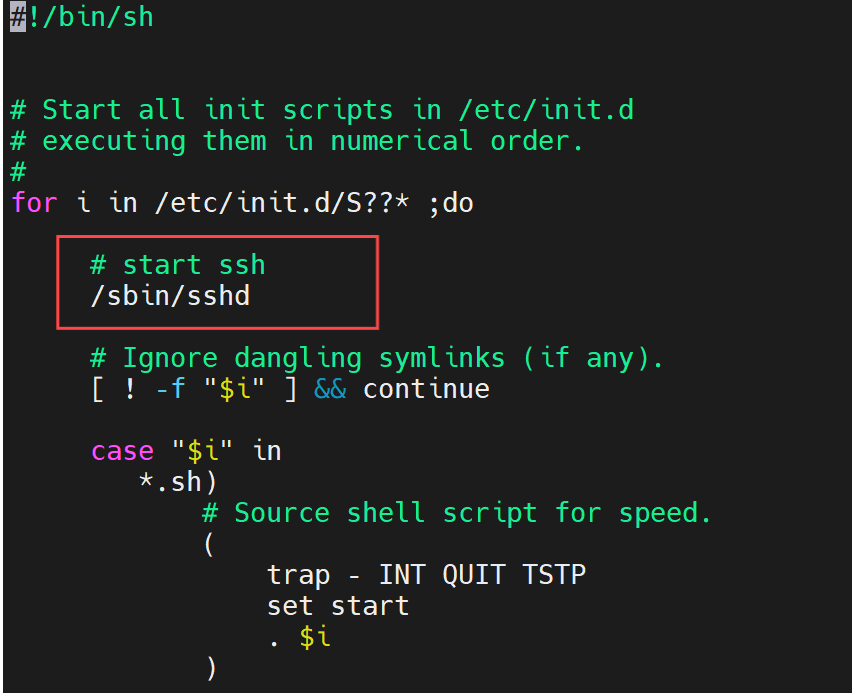 #!/bin/sh
# Start all init scripts in /etc/init.d
# executing them in numerical order.
#
for i in /etc/init.d/S??* ;do
# start ssh
/sbin/sshd
# Ignore dangling symlinks (if any).
[ ! -f "$i" ] && continue
case "$i" in
*.sh)
# Source shell script for speed.
(
trap - INT QUIT TSTP
set start
. $i
)